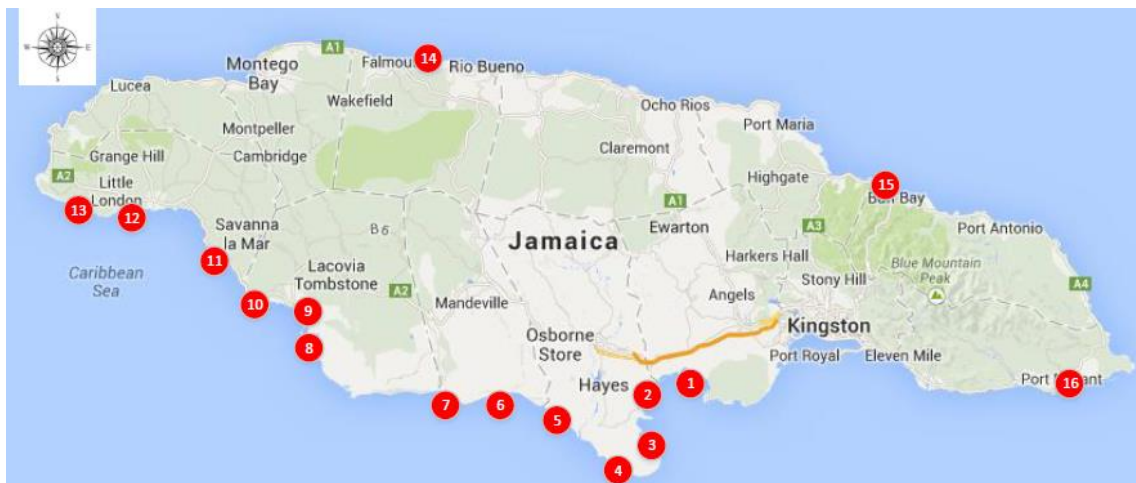 N
W
E
S
A1
14
Falmou
Rio Bueno
Montego
Bay
Lucea
Wakefield
Ocho Rios
Port Maria
Montpeller
Claremont
Grange Hill
Cambridge
Highgate
A2
Little
London
15
Bay
13
12
A1
Savanna
la Mar
B6
Jamaica
Ewarton
A3
Port Antonio
Harkers Hall
11
Caribbean
Sea
Lacovia
Tombstone
A2
Mandeville
Angels
Stony Hill
Blue Mountain
Peak
A4
10
9
Osborne
Store
Kingston
8
Port Royal
Eleven Mile
Hayes
1
2
Port
ant
16
7
6
5
3
4